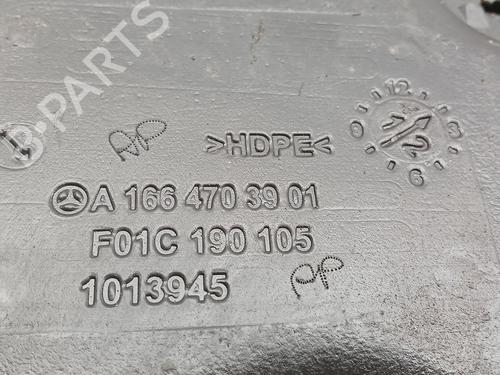 B-PARTS
>HDPE<
A 166 470 39 01
F01C 190 105
1013945